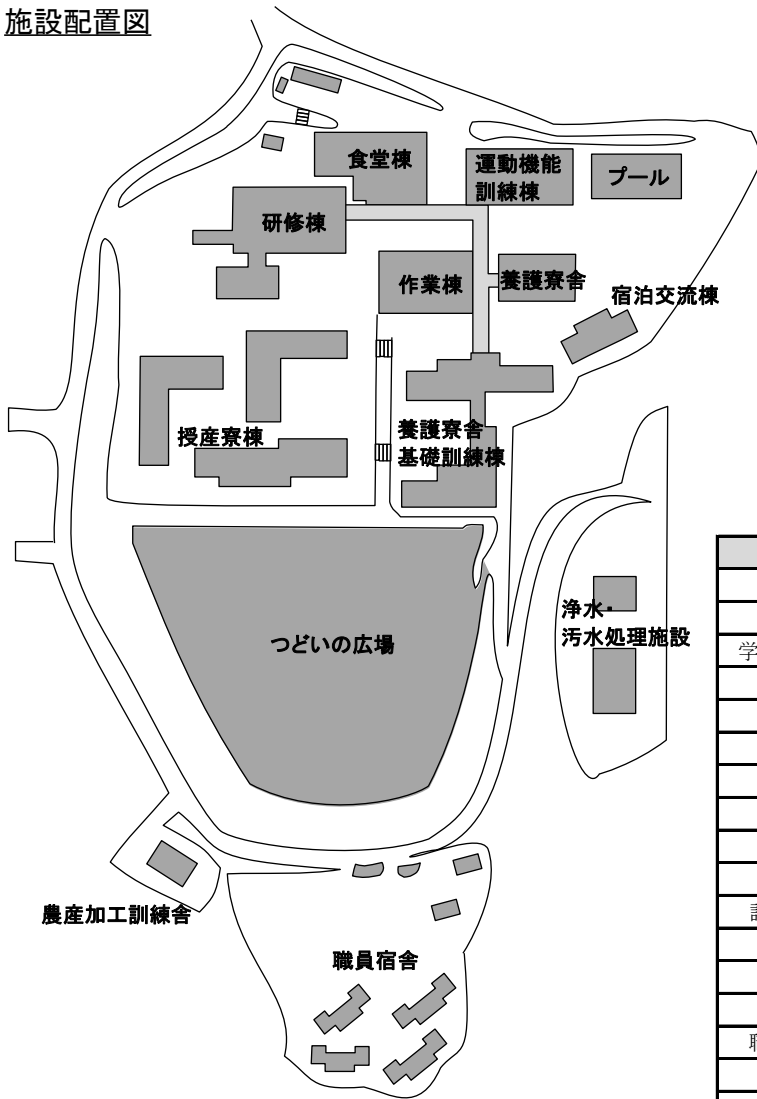 施設配置図
食堂棟
運動機能
訓練棟
プール
研修棟
作業棟
養護寮舎
宿泊交流棟
授産寮棟
養護寮舎
基礎訓練棟
つどいの広場
浄水・
汚水処理施設
農産加工訓練舎
職員宿舎
学